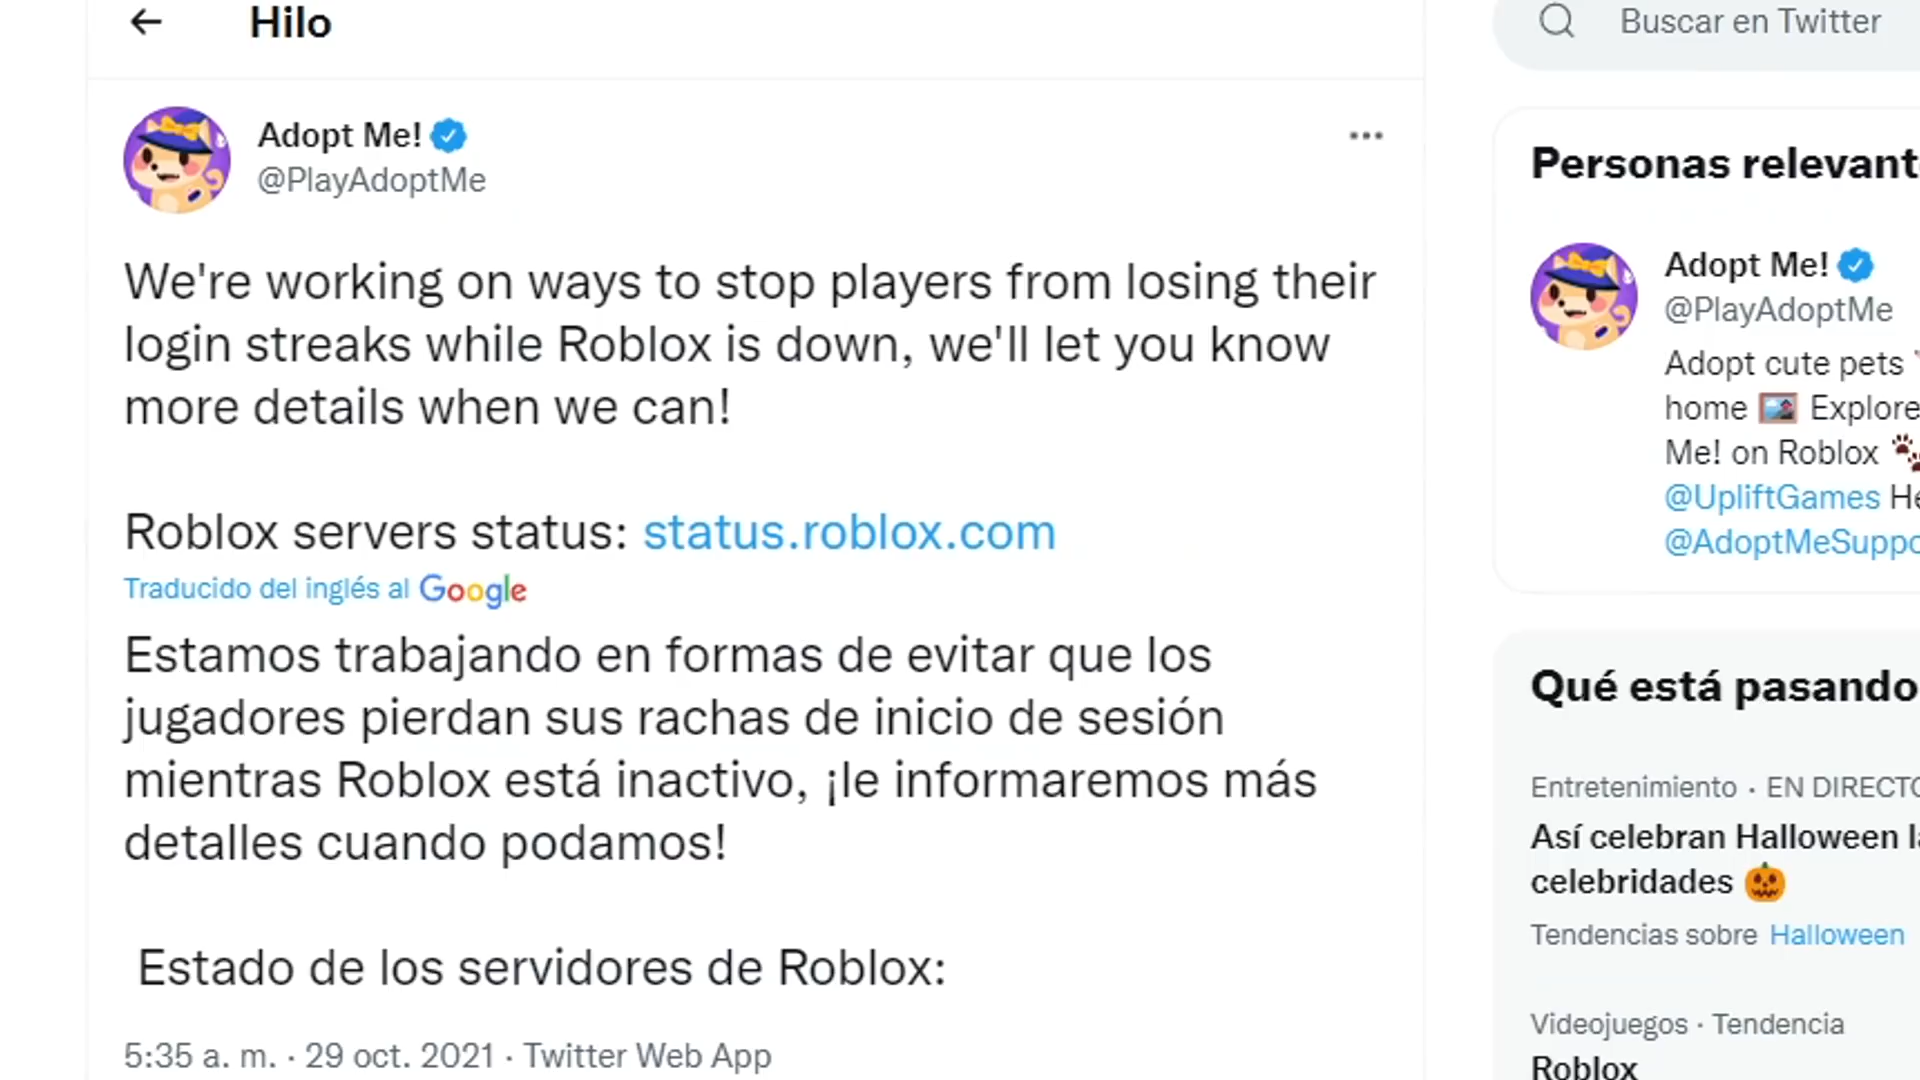 Hilo
Adopt Me!
@PlayAdoptMe
We're working on ways to stop players from losing their
login streaks while Roblox is down, we'll let you know
more details when we can!
Roblox servers status: status.roblox.com
Traducido del inglés al Google
Estamos trabajando en formas de evitar que los
jugadores pierdan sus rachas de inicio de sesión
mientras Roblox está inactivo, ¡le informaremos más
detalles cuando podamos!
Estado de los servidores de Roblox:
5:35 a. m. · 29 oct. 2021 · Twitter Web App
Buscar en Twitter
Personas relevant
Adopt Me!
@PlayAdoptMe
Adopt cute pets
home Explore
Me! on Roblox
@UpliftGames He
@AdoptMeSuppo
Qué está pasando
Entretenimiento · EN DIRECTO
Así celebran Halloween la
celebridades
Tendencias sobre Halloween
Videojuegos · Tendencia
Roblox